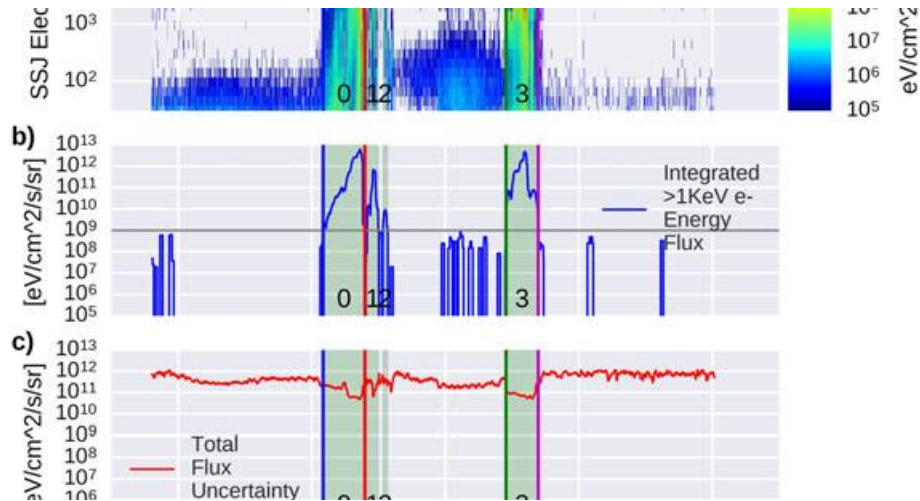 SSJ Elec
10³
10²
0 12 3
10⁷
10⁶
10⁵
eV/cm^2
b)
[eV/cm^2/s/sr]
10¹³
10¹²
10¹¹
10¹⁰
10⁹
10⁸
10⁷
10⁶
10⁵
0 12 3
Integrated
>1KeV e-
Energy
Flux
c)
eV/cm^2/s/sr]
10¹³
10¹²
10¹¹
10¹⁰
10⁹
10⁸
10⁷
10⁶
Total
Flux
Uncertainty